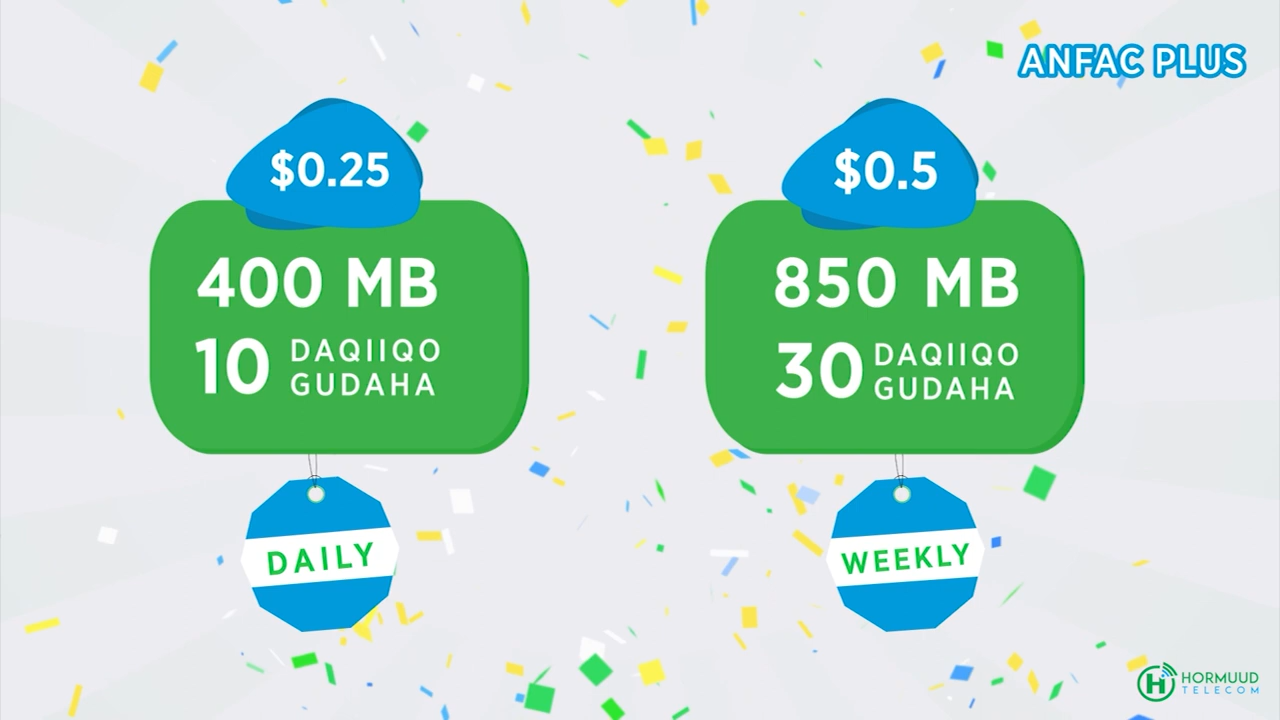 ANFAC PLUS
$0.25
400 MB
10 DAQIIQO
GUDAHA
DAILY
$0.5
850 MB
30 DAQIIQO
GUDAHA
WEEKLY
HORMUUD
TELECOM